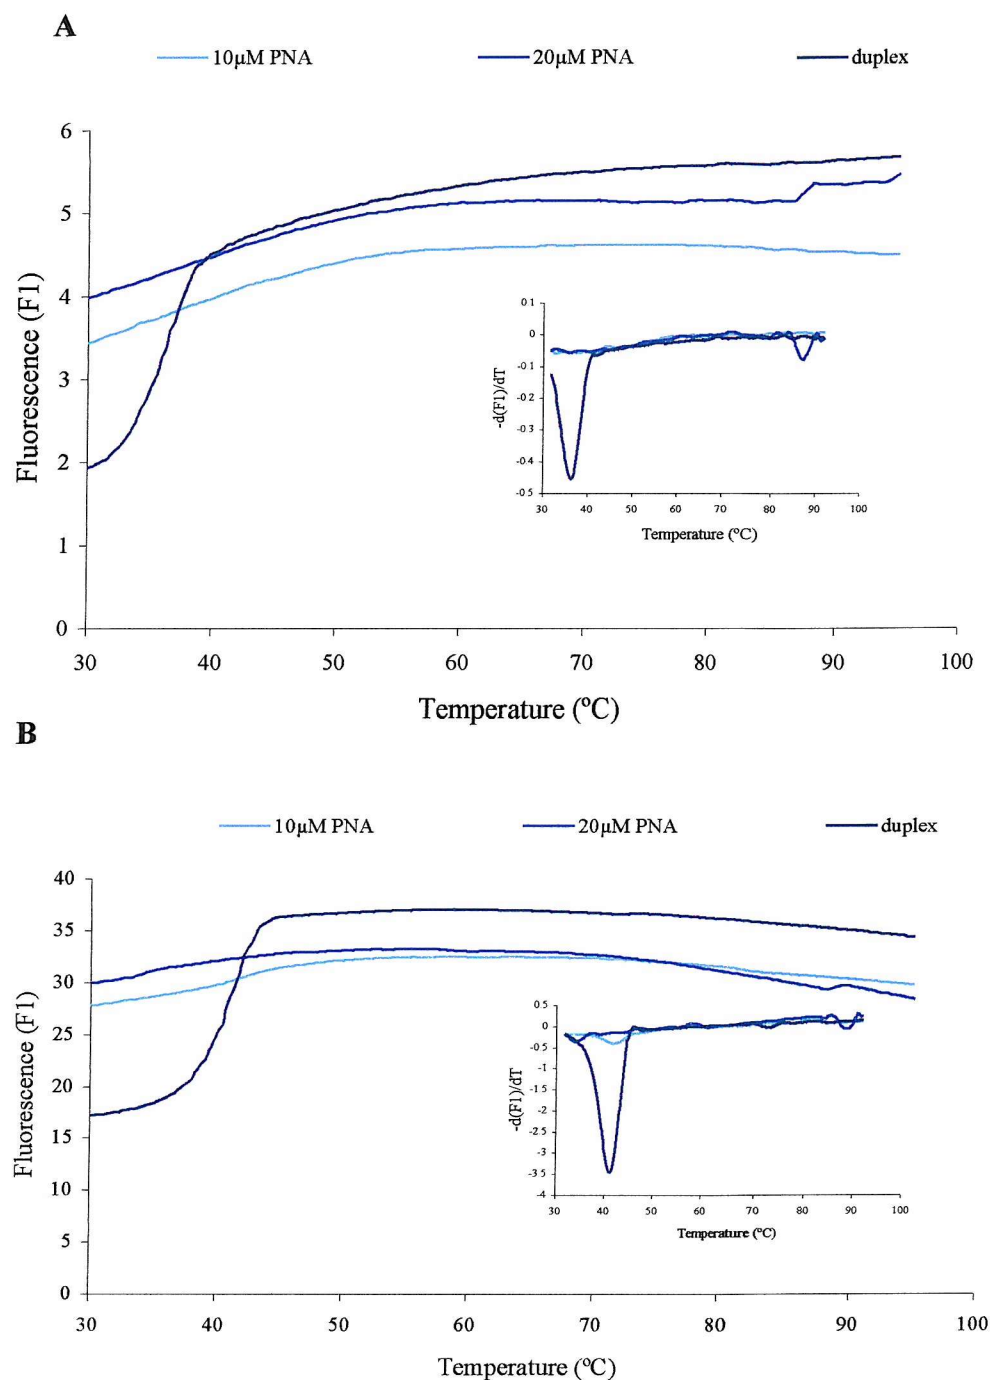 A
10µM PNA 20µM PNA duplex
6
5
4
3
2
1
0
Fluorescence (F1)
30 40 50 60 70 80 90 100
Temperature (ºC)
0 1
0
-0.1
-0.2
-0.3
-0.4
-0.5
-d(F1)/dT
30 40 50 60 70 80 90 100
Temperature (ºC)
B
10µM PNA 20µM PNA duplex
40
35
30
25
20
15
10
5
0
Fluorescence (F1)
30 40 50 60 70 80 90 100
Temperature (ºC)
0.5
0
-0.5
-1
-1.5
-2
-2.5
-3
-3 5
-4
-d(F1)/dT
30 40 50 60 70 80 90 100
Temperature (ºC)